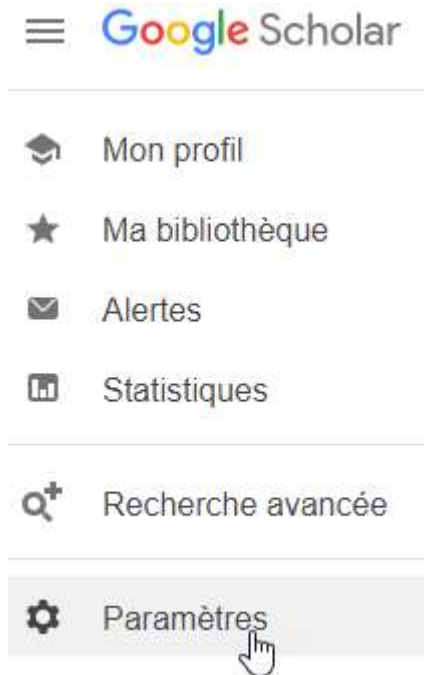 Google Scholar
Mon profil
Ma bibliothèque
Alertes
Statistiques
Recherche avancée
Paramètres